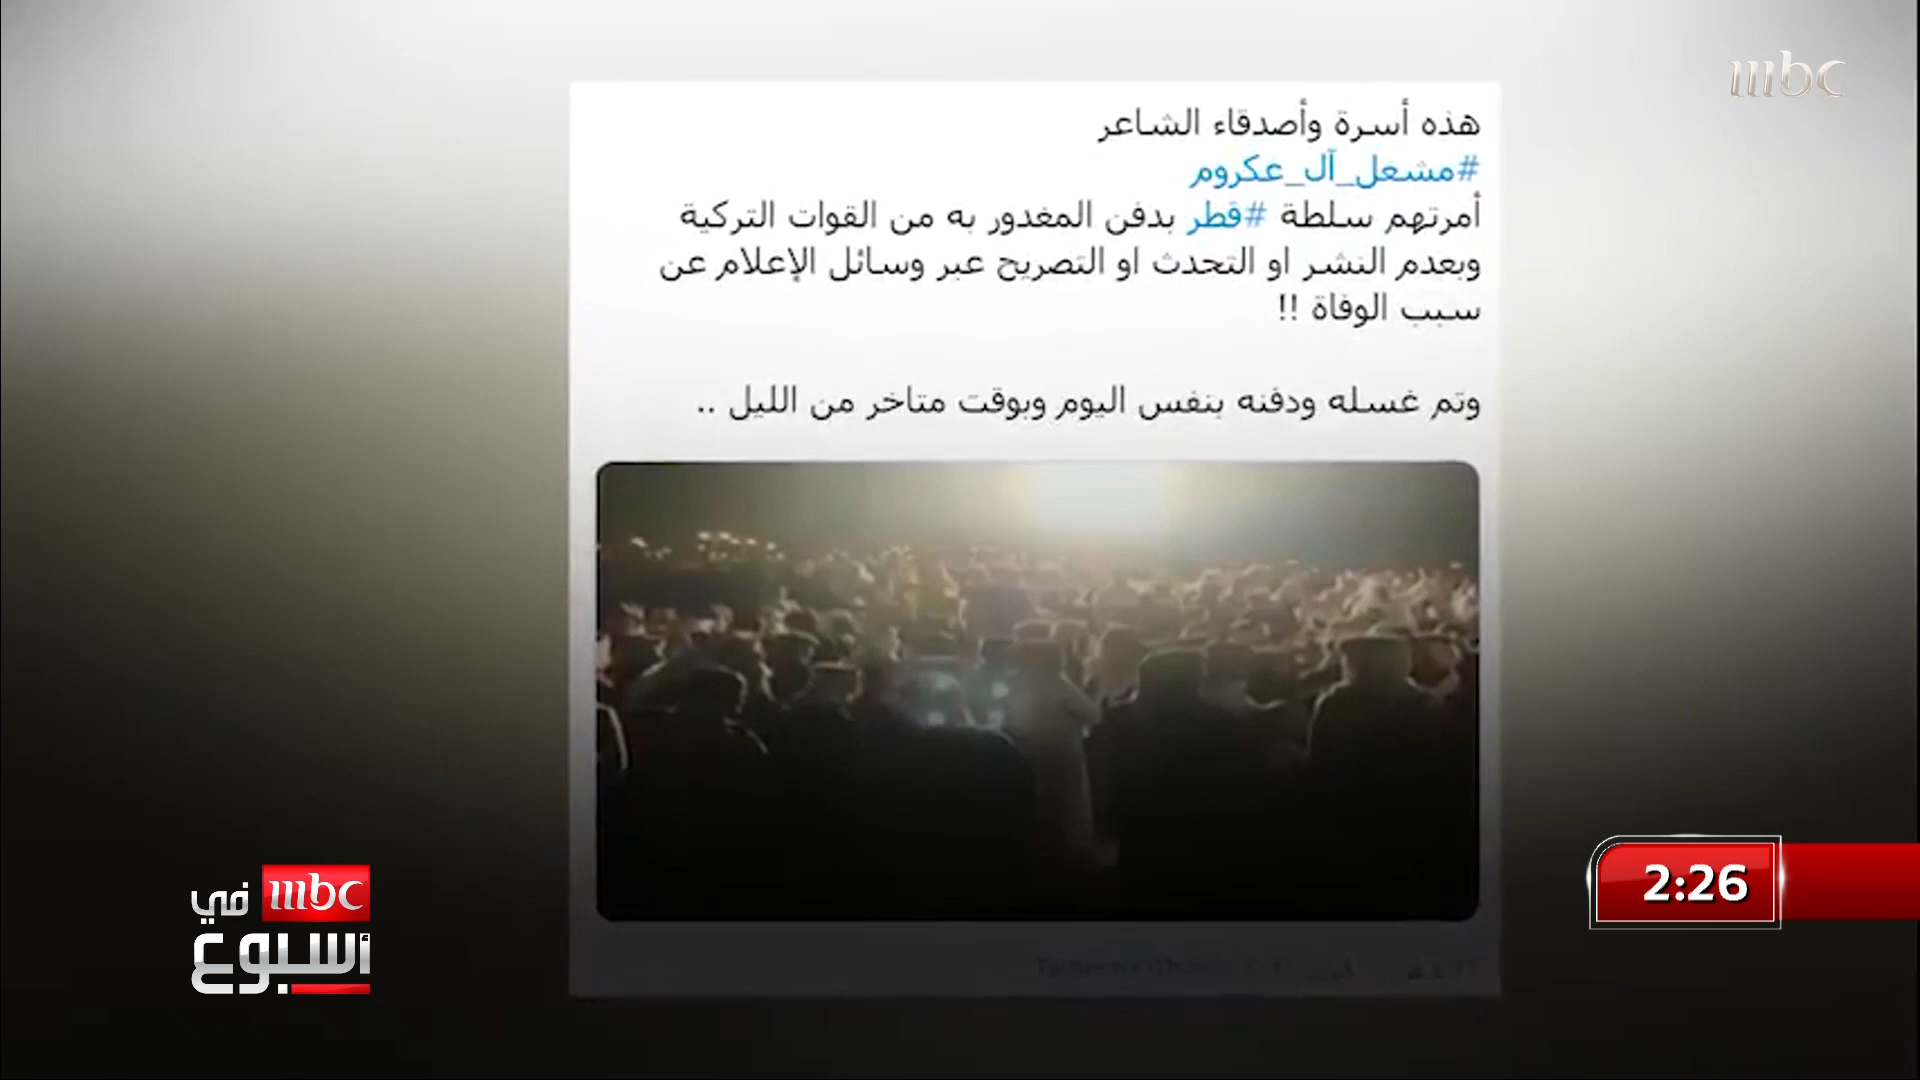 mbc
هذه أسرة وأصدقاء الشاعر
#مشعل_آل_عكروم
أمرتهم سلطة #قطر بدفن المغدور به من القوات التركية
وبعدم النشر او التحدث او التصريح عبر وسائل الإعلام عن
سبب الوفاة !!
وتم غسله ودفنه بنفس اليوم وبوقت متاخر من الليل ..
2:26
mbc في
أسبوع